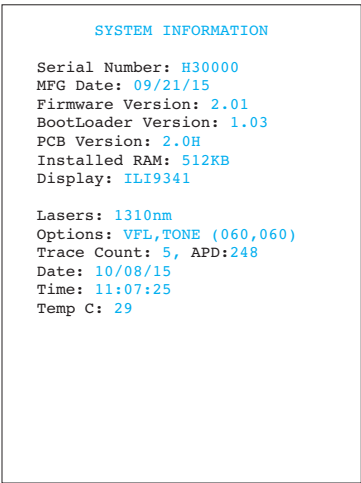 SYSTEM INFORMATION
Serial Number: H30000
MFG Date: 09/21/15
Firmware Version: 2.01
BootLoader Version: 1.03
PCB Version: 2.0H
Installed RAM: 512KB
Display: ILI9341
Lasers: 1310nm
Options: VFL,TONE (060,060)
Trace Count: 5, APD:248
Date: 10/08/15
Time: 11:07:25
Temp C: 29